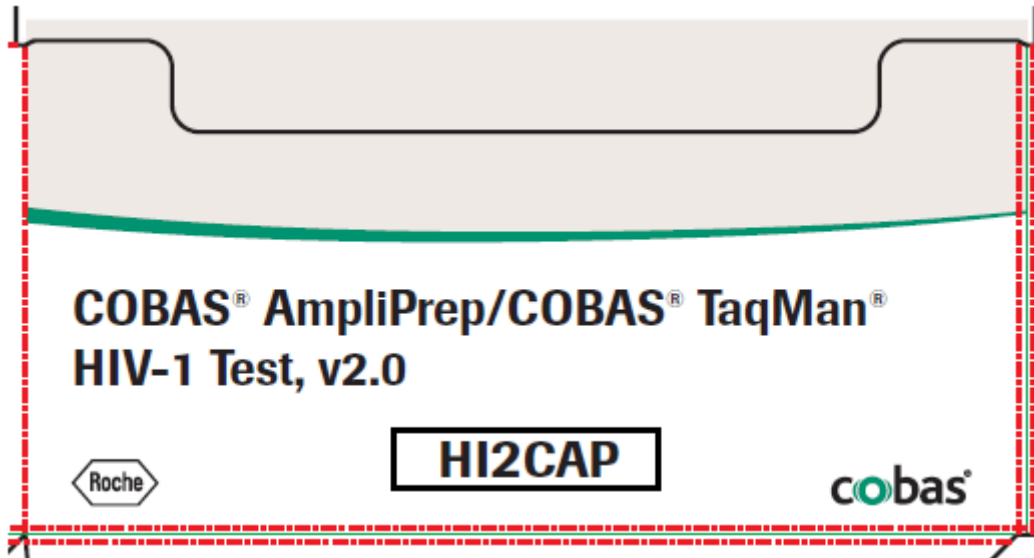 COBAS® AmpliPrep/COBAS® TaqMan®
HIV-1 Test, v2.0
HI2CAP
Roche
cobas®